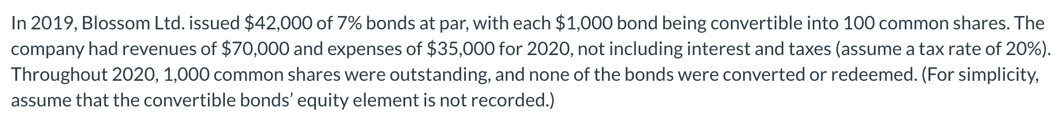 In 2019, Blossom Ltd. issued $42,000 of 7% bonds at par, with each $1,000 bond being convertible into 100 common shares. The
company had revenues of $70,000 and expenses of $35,000 for 2020, not including interest and taxes (assume a tax rate of 20%).
Throughout 2020, 1,000 common shares were outstanding, and none of the bonds were converted or redeemed. (For simplicity,
assume that the convertible bonds' equity element is not recorded.)